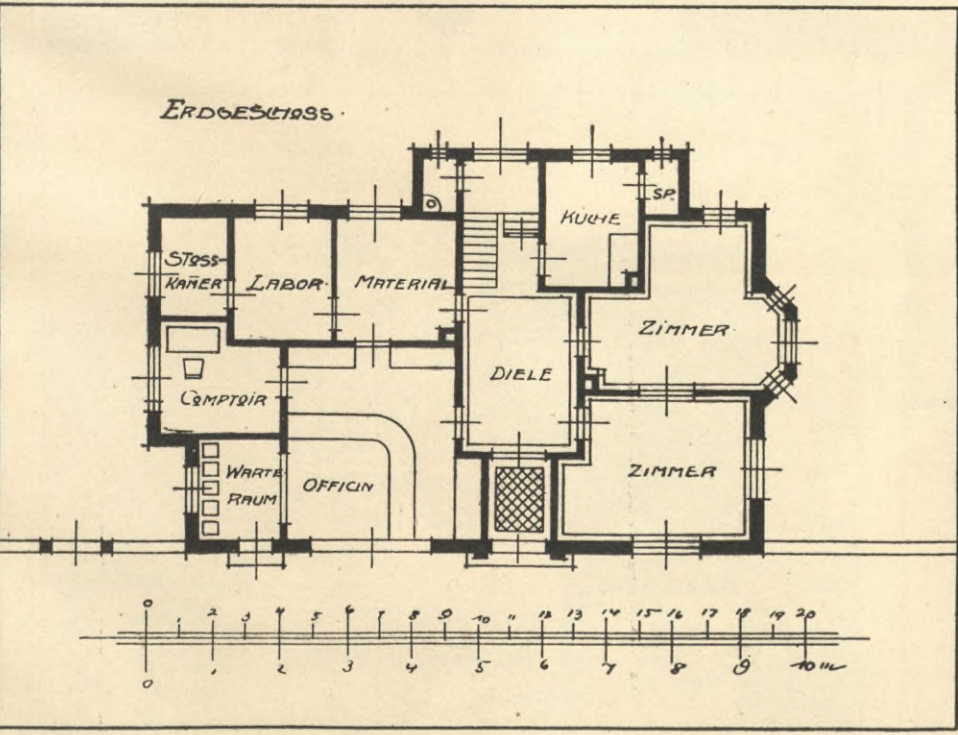 ERDGESCHOSS.
SP.
KÜCHE
STOSS-
KAMER
LABOR.
MATERIAL
ZIMMER.
DIELE
COMPTOIR
WARTE
RAUM
OFFICIN
ZIMMER
0 1 2 3 4 5 6 7 8 9 10 11 12 13 14 15 16 17 18 19 20
0 1 2 3 4 5 6 7 8 9 10 m